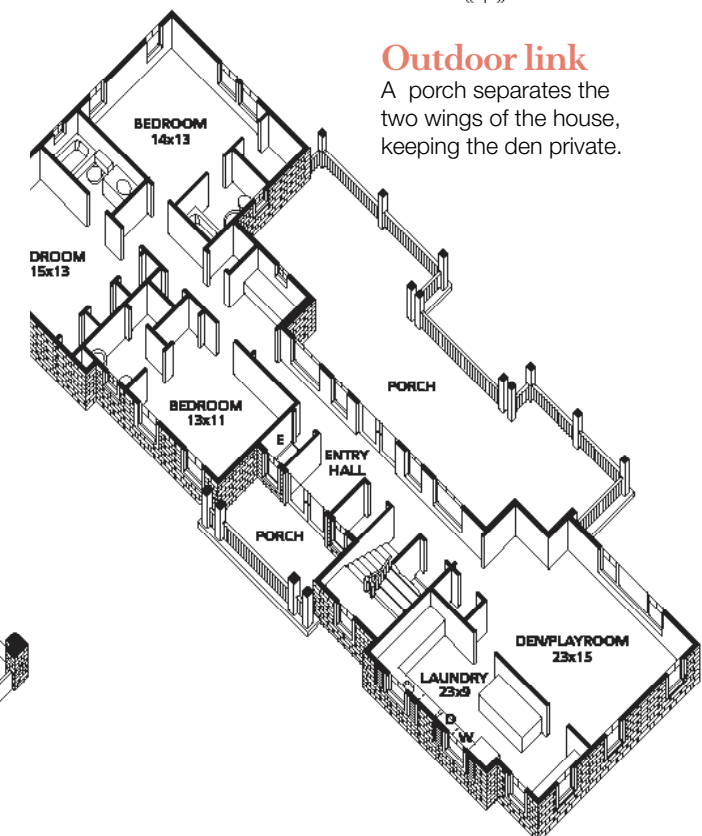 Outdoor link
A porch separates the
two wings of the house,
keeping the den private.
BEDROOM
14x13
DROOM
15x13
PORCH
BEDROOM
13x11
E
ENTRY
HALL
PORCH
DEN/PLAYROOM
23x15
LAUNDRY
23x9
D
W